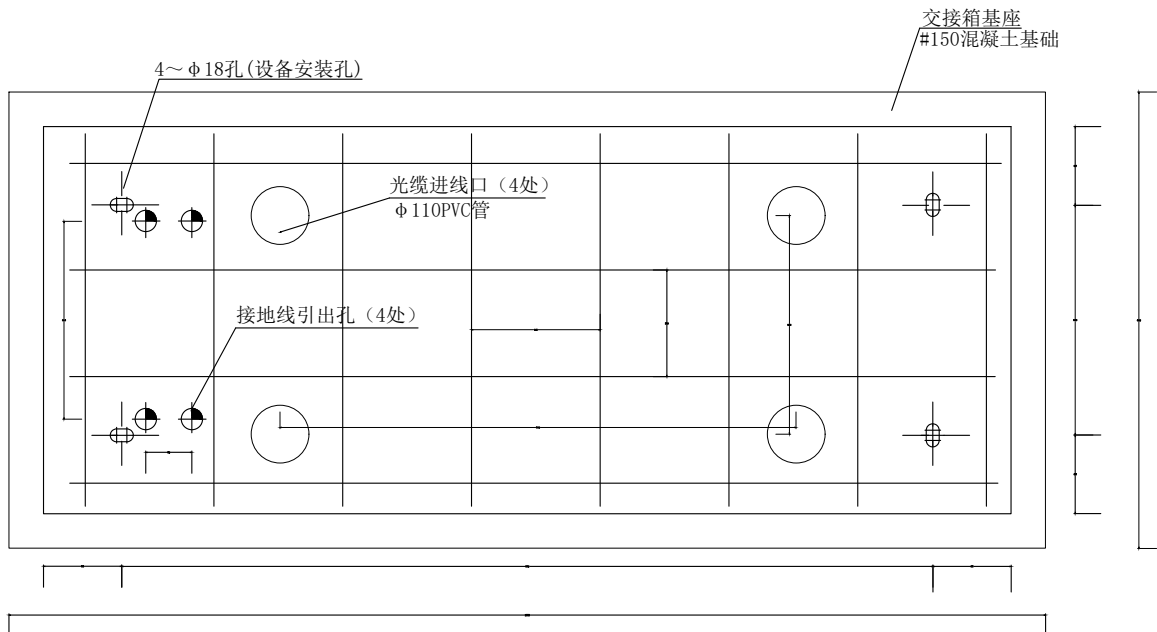 交接箱基座
#150混凝土基础
4～φ18孔(设备安装孔)
光缆进线口（4处）
φ110PVC管
接地线引出孔（4处）